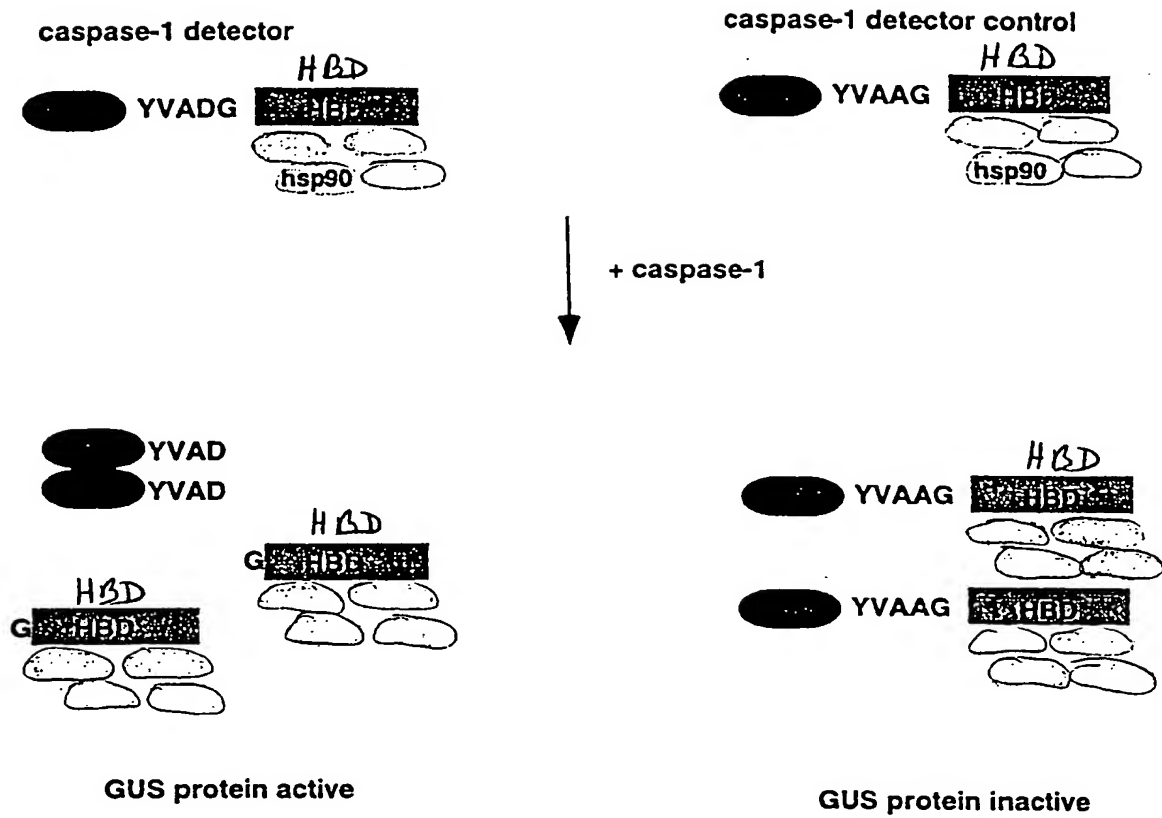 caspase-1 detector
caspase-1 detector control
HBD
YVADG
HBD
hsp90
HBD
YVAAG
HBD
hsp90
+ caspase-1
YVAD
YVAD
HBD
G HBD
HBD
G HBD
GUS protein active
HBD
YVAAG
HBD
YVAAG
HBD
GUS protein inactive